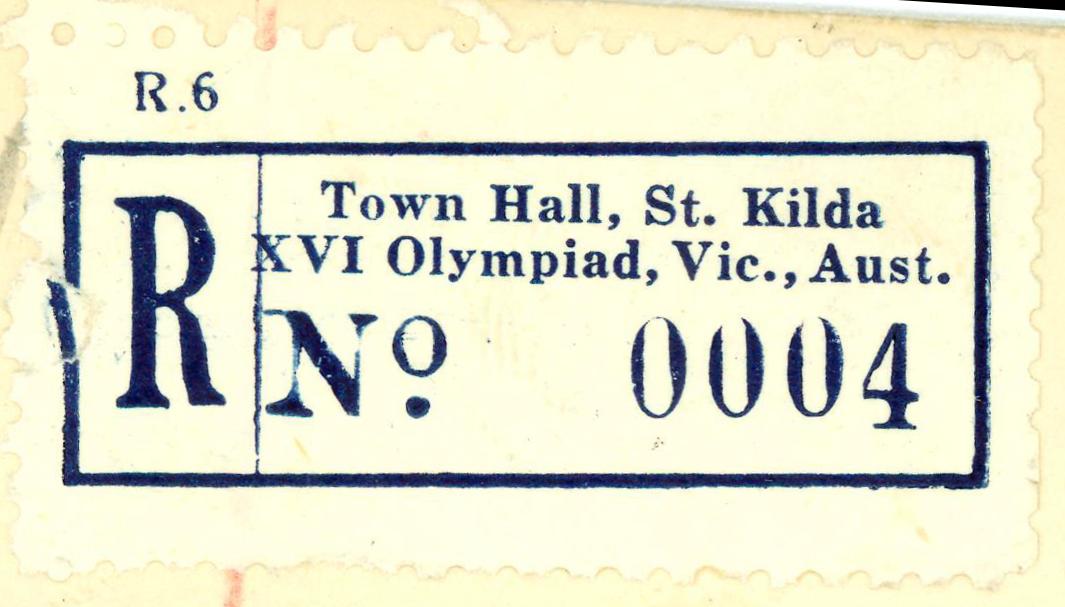 R.6
R
Town Hall, St. Kilda
XVI Olympiad, Vic., Aust.
No. 0004